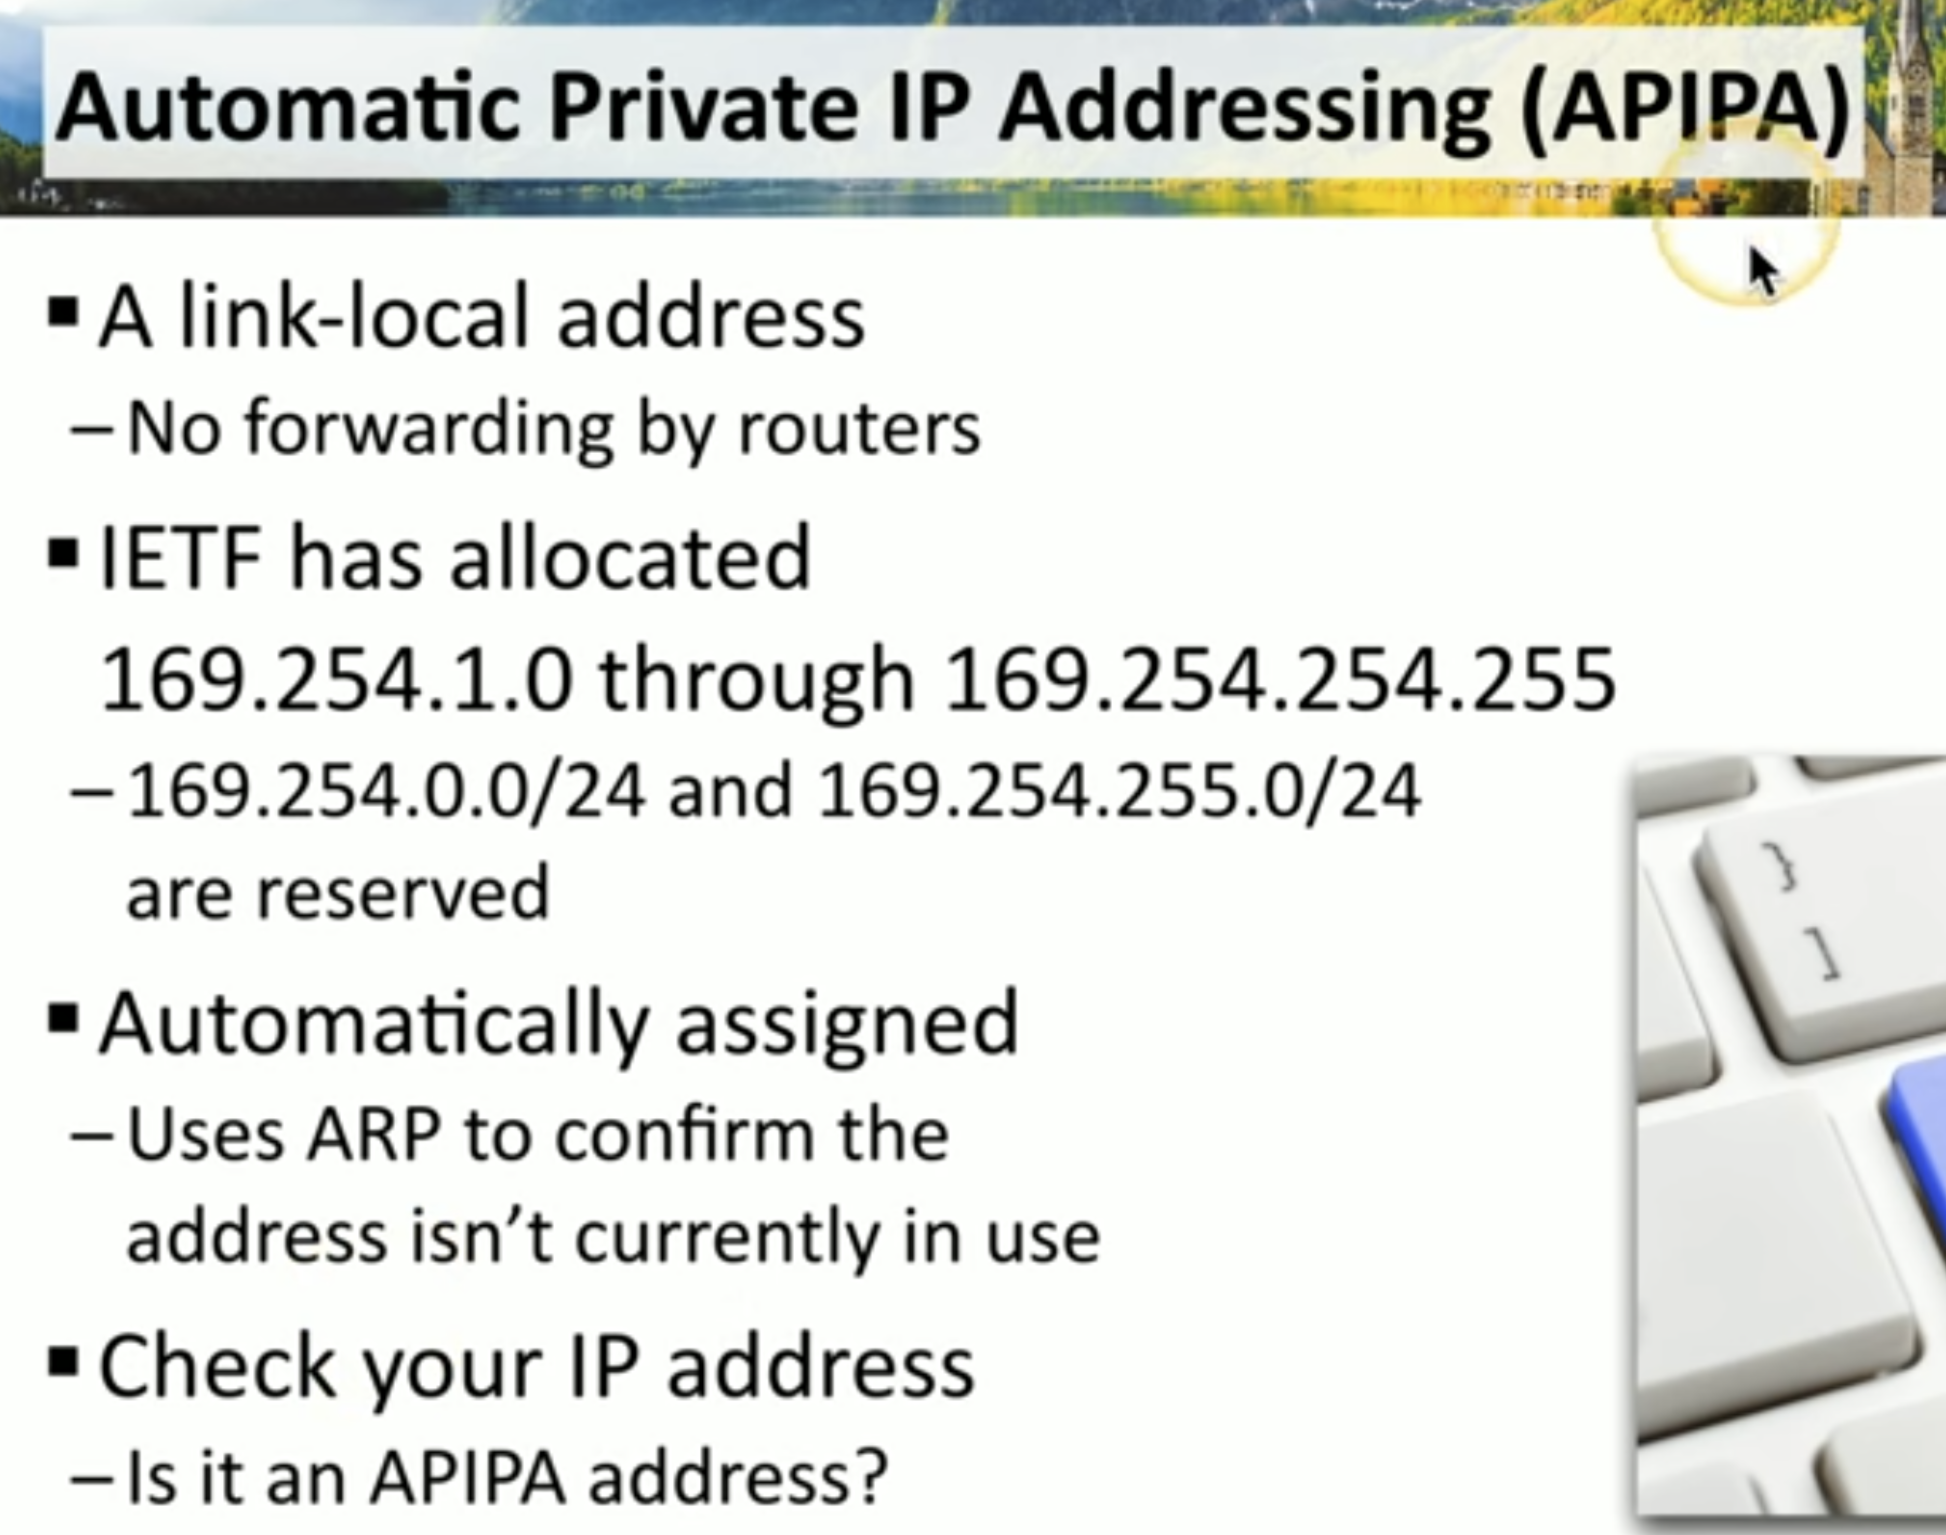 Automatic Private IP Addressing (APIPA)
▪ A link-local address
– No forwarding by routers
▪ IETF has allocated
169.254.1.0 through 169.254.254.255
– 169.254.0.0/24 and 169.254.255.0/24
are reserved
▪ Automatically assigned
– Uses ARP to confirm the
address isn’t currently in use
▪ Check your IP address
– Is it an APIPA address?
}
]